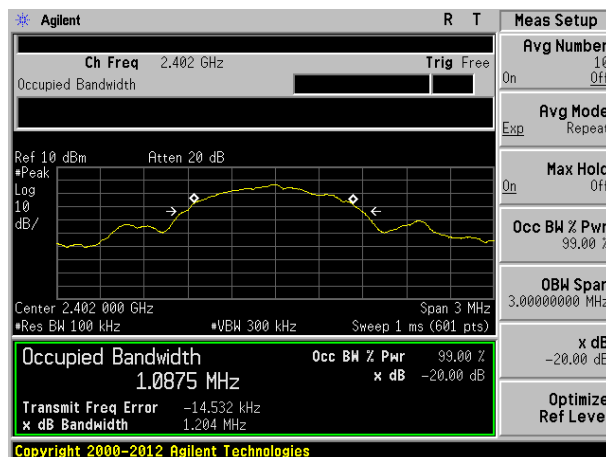 Agilent R T Meas Setup
Avg Number
10
On Off
Ch Freq 2.402 GHz Trig Free
Occupied Bandwidth
Avg Mode
Exp Repeat
Ref 10 dBm Atten 20 dB
#Peak
Log
10
dB/
Max Hold
On Off
Occ BW % Pwr
99.00 %
OBW Span
3.00000000 MHz
Center 2.402 000 GHz Span 3 MHz
#Res BW 100 kHz #VBW 300 kHz Sweep 1 ms (601 pts)
x dB
-20.00 dB
Occupied Bandwidth Occ BW % Pwr 99.00 %
1.0875 MHz x dB -20.00 dB
Transmit Freq Error -14.532 kHz
x dB Bandwidth 1.204 MHz
Optimize
Ref Level
Copyright 2000-2012 Agilent Technologies